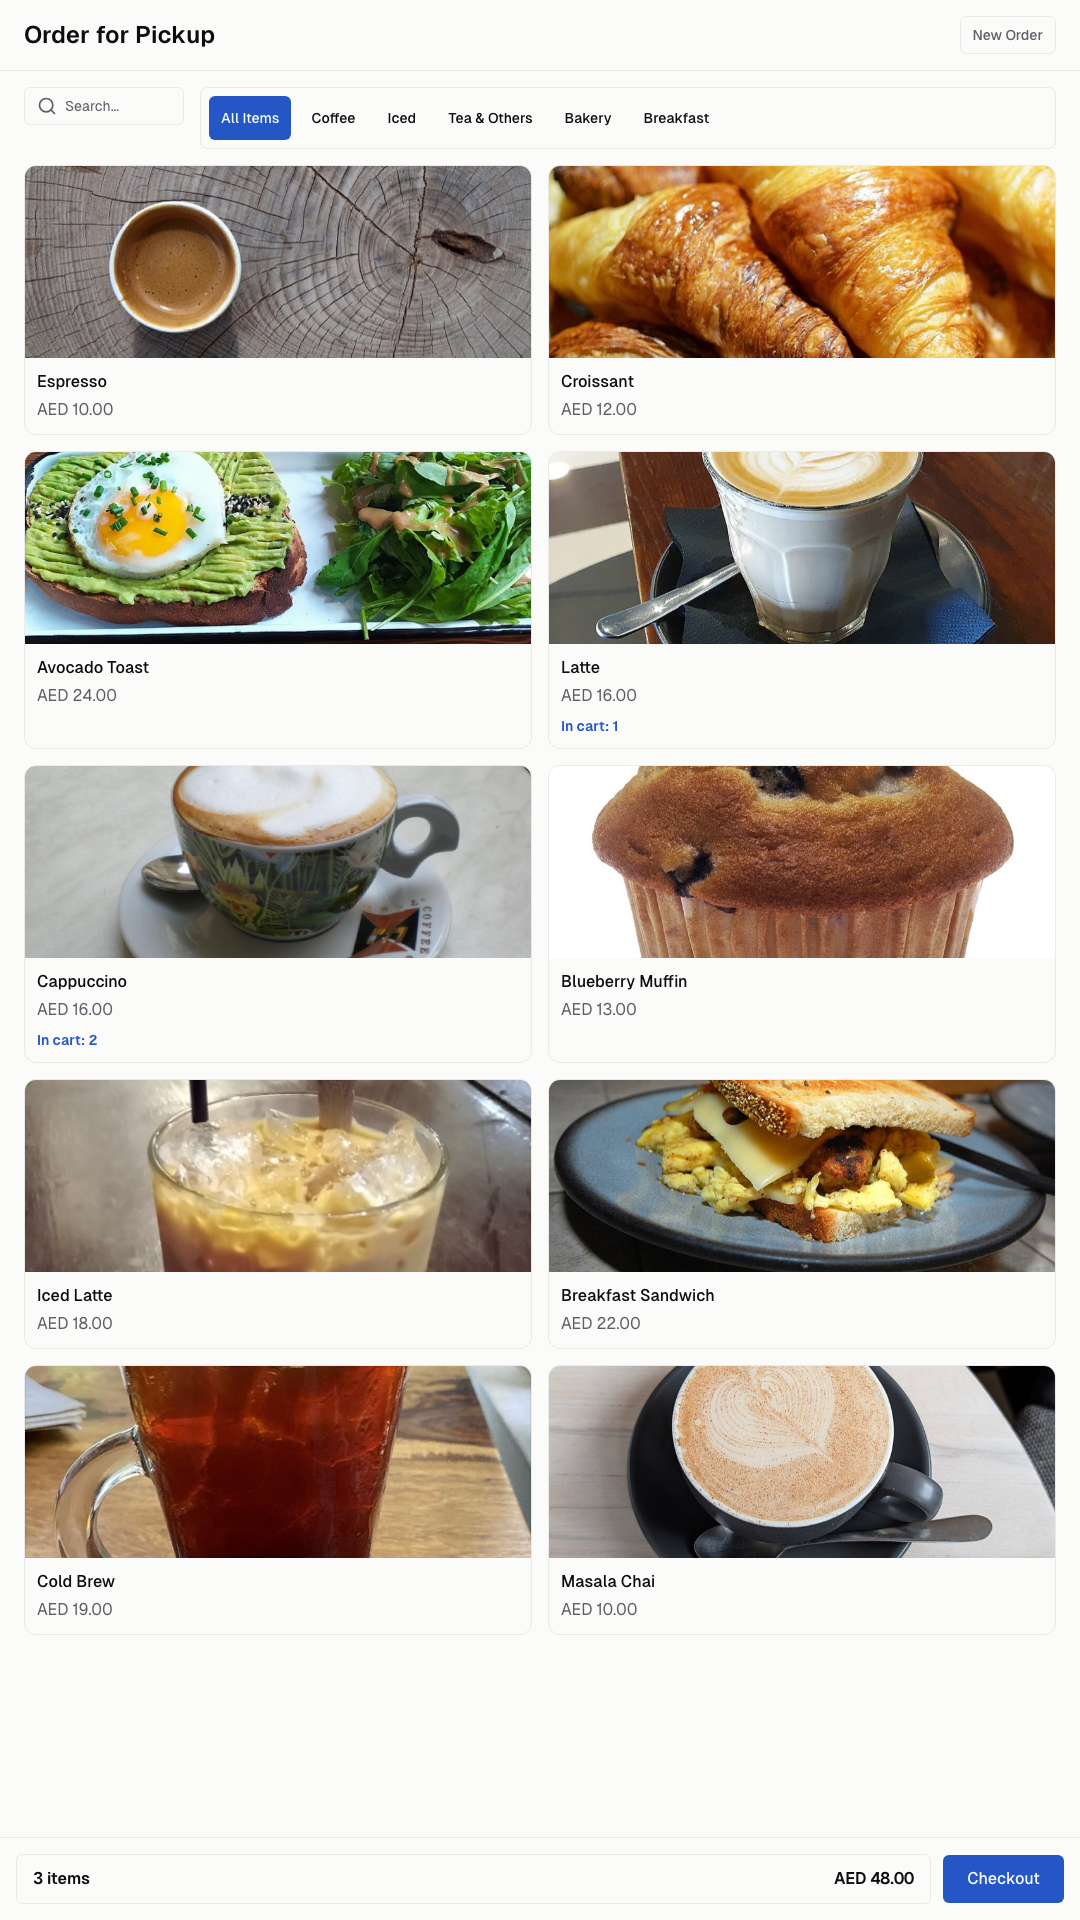 Order for Pickup
New Order
Search...
All Items
Coffee
Iced
Tea & Others
Bakery
Breakfast
Espresso
AED 10.00
Croissant
AED 12.00
Avocado Toast
AED 24.00
Latte
AED 16.00
In cart: 1
COFFEE
Cappuccino
AED 16.00
In cart: 2
Blueberry Muffin
AED 13.00
Iced Latte
AED 18.00
Breakfast Sandwich
AED 22.00
Cold Brew
AED 19.00
Masala Chai
AED 10.00
3 items
AED 48.00
Checkout